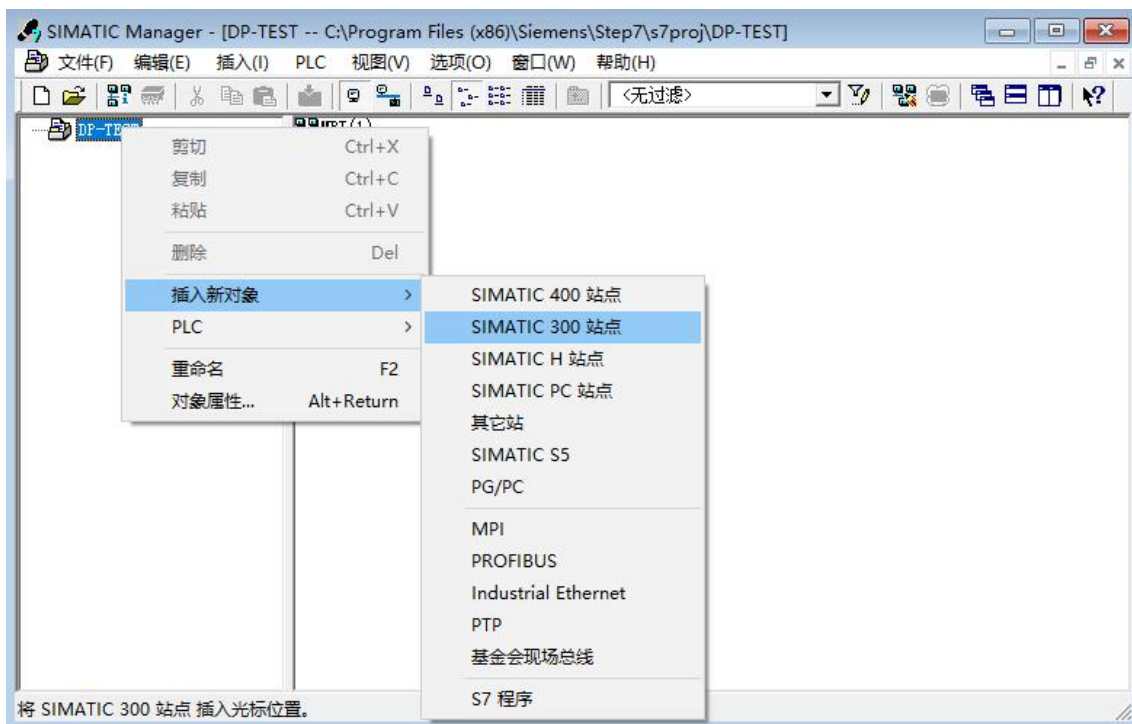 SIMATIC Manager - [DP-TEST -- C:\Program Files (x86)\Siemens\Step7\s7proj\DP-TEST]
文件(F) 编辑(E) 插入(I) PLC 视图(V) 选项(O) 窗口(W) 帮助(H)
<无过滤>
剪切 Ctrl+X
复制 Ctrl+C
粘贴 Ctrl+V
删除 Del
插入新对象 >
PLC >
重命名 F2
对象属性... Alt+Return
SIMATIC 400 站点
SIMATIC 300 站点
SIMATIC H 站点
SIMATIC PC 站点
其它站
SIMATIC S5
PG/PC
MPI
PROFIBUS
Industrial Ethernet
PTP
基金会现场总线
S7 程序
将 SIMATIC 300 站点 插入光标位置。